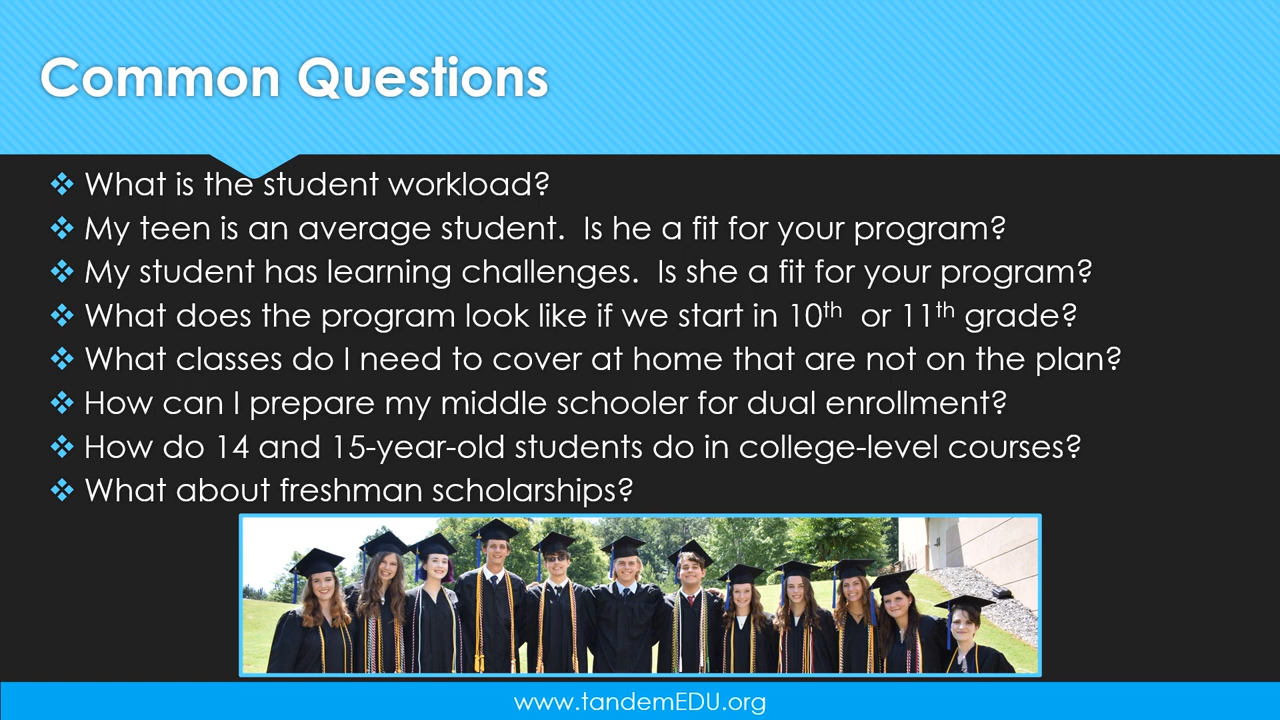 Common Questions
What is the student workload?
My teen is an average student.  Is he a fit for your program?
My student has learning challenges.  Is she a fit for your program?
What does the program look like if we start in 10th  or 11th grade?
What classes do I need to cover at home that are not on the plan?
How can I prepare my middle schooler for dual enrollment?
How do 14 and 15-year-old students do in college-level courses?
What about freshman scholarships?
www.tandemEDU.org